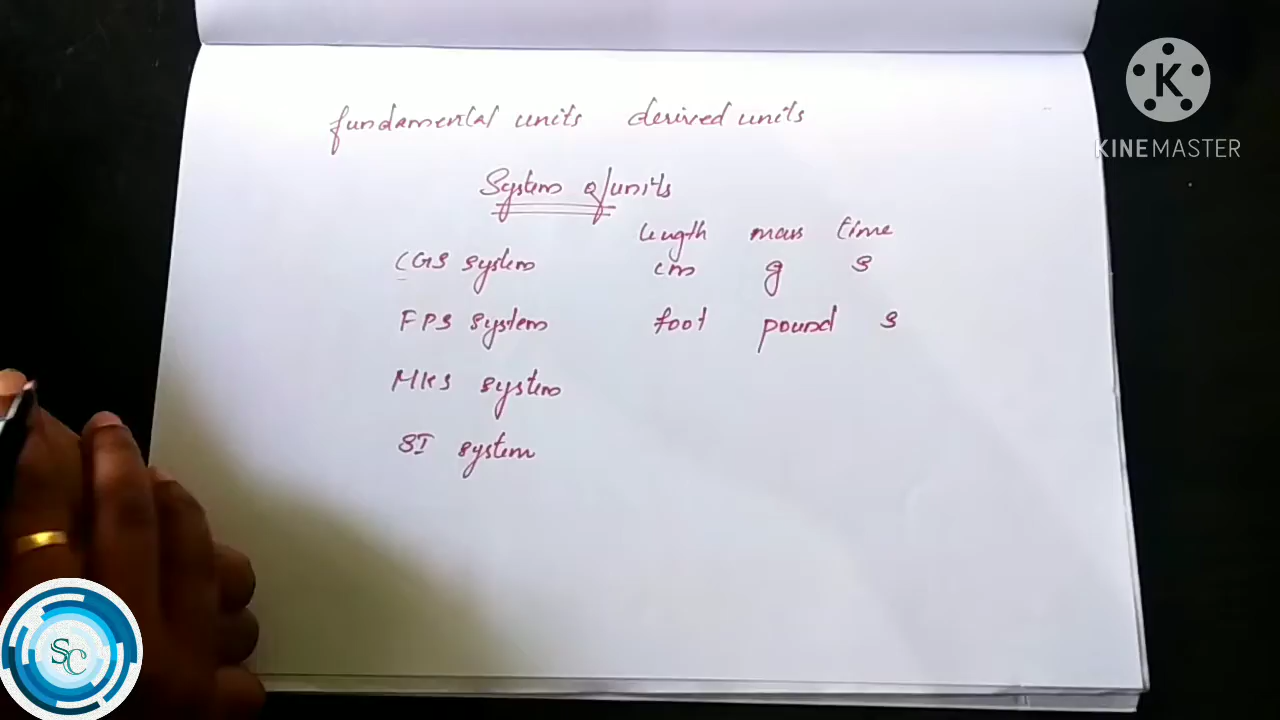 fundamental units derived units
System of units
length mass time
CGS system cm g s
FPS system foot pound s
MKS system
SI system
KINEMASTER
K
SC